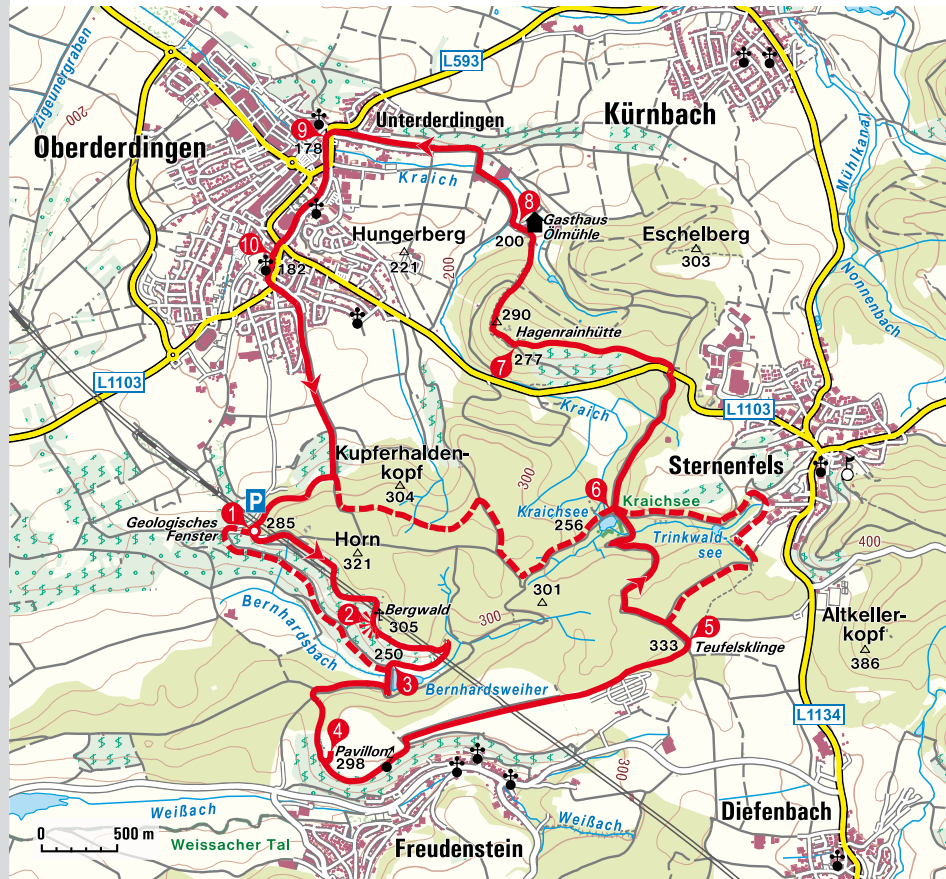 L593
Zigeunergraben
200
Kürnbach
9
Unterderdingen
178
Oberderdingen
Kraich
Mühlkanal
8
Gasthaus
Ölmühle
200
Hungerberg
221
200
Eschelberg
303
10
182
Nonnenbach
290
Hagenrainhütte
7
277
L1103
Kraich
L1103
Kupferhalden-
kopf
304
300
Sternenfels
6
Kraichsee
Kraichsee
256
Trinkwald-
see
P
1
285
Geologisches
Fenster
Horn
321
400
301
300
2
Bergwald
305
Bernhardsbach
250
3
Bernhardsweiher
5
333
Teufelsklinge
Altkeller-
kopf
386
4
Pavillon
298
L1134
300
Weißach
Weißach
Diefenbach
0
500 m
Weissacher Tal
Freudenstein